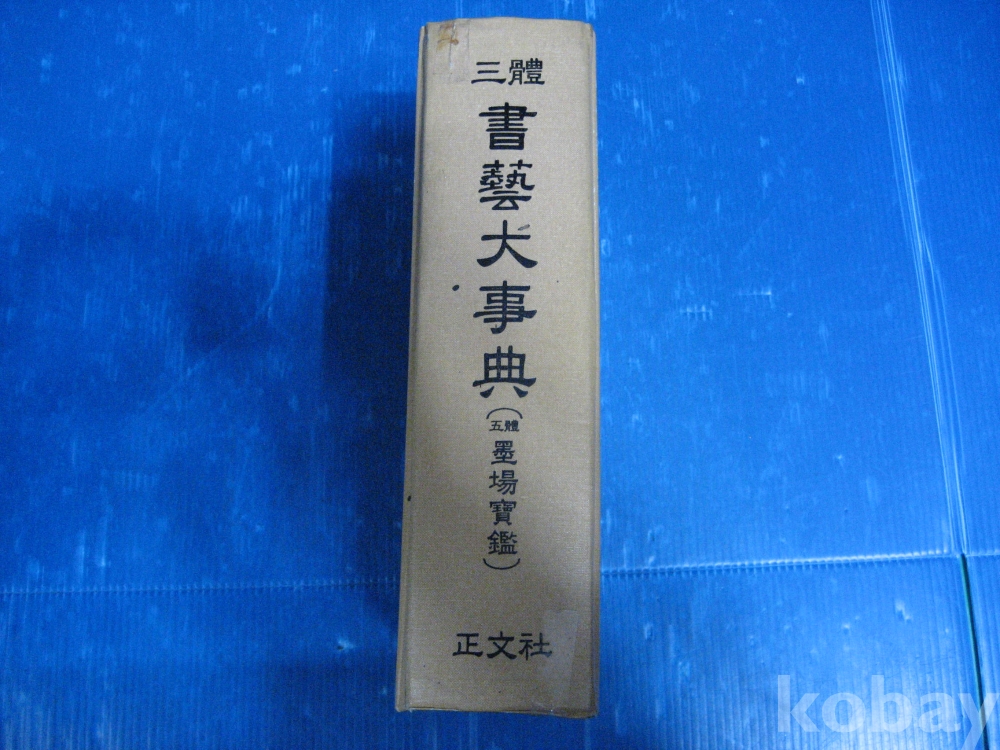 三體
書藝大事典
(五體 墨場寶鑑)
正文社
kobay